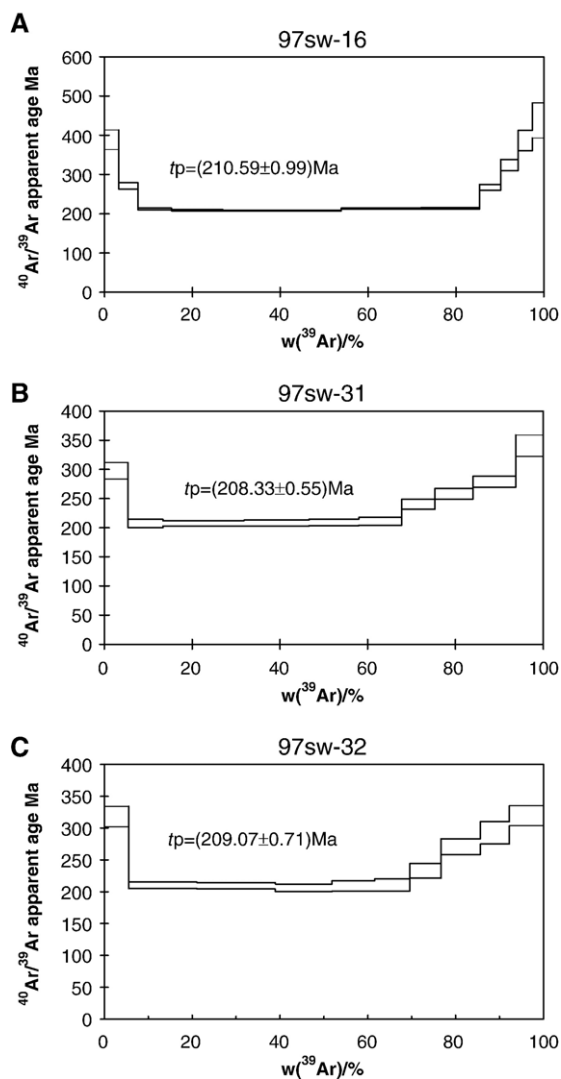 A
97sw-16
600
500
400
300
200
100
0
⁴⁰Ar/³⁹Ar apparent age Ma
tp=(210.59±0.99)Ma
0 20 40 60 80 100
w(³⁹Ar)/%
B
97sw-31
400
350
300
250
200
150
100
50
0
⁴⁰Ar/³⁹Ar apparent age Ma
tp=(208.33±0.55)Ma
0 20 40 60 80 100
w(³⁹Ar)/%
C
97sw-32
400
350
300
250
200
150
100
50
0
⁴⁰Ar/³⁹Ar apparent age Ma
tp=(209.07±0.71)Ma
0 20 40 60 80 100
w(³⁹Ar)/%